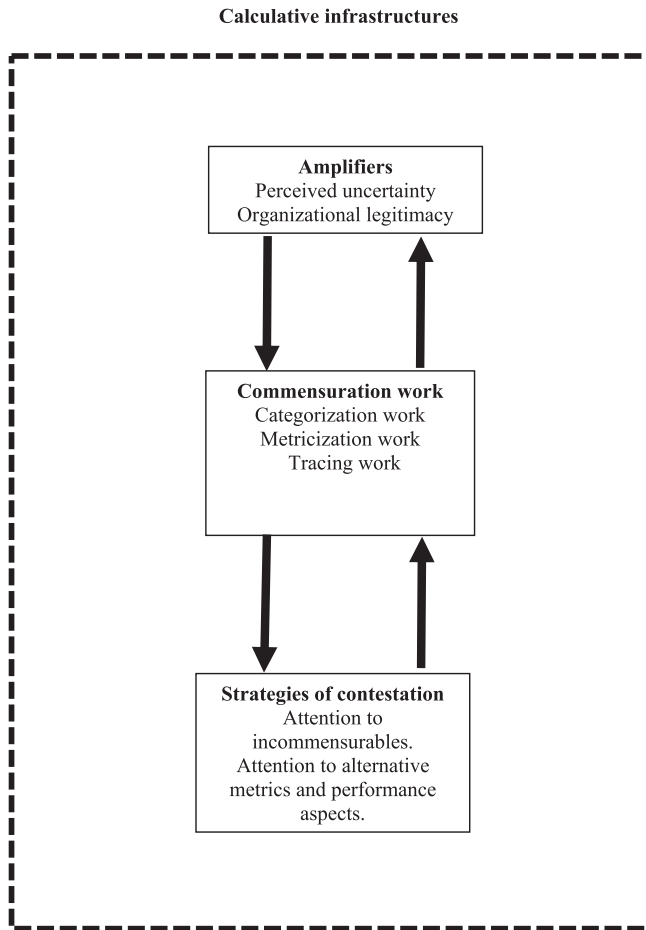 Calculative infrastructures
Amplifiers
Perceived uncertainty
Organizational legitimacy
Commensuration work
Categorization work
Metricization work
Tracing work
Strategies of contestation
Attention to
incommensurables.
Attention to alternative
metrics and performance
aspects.